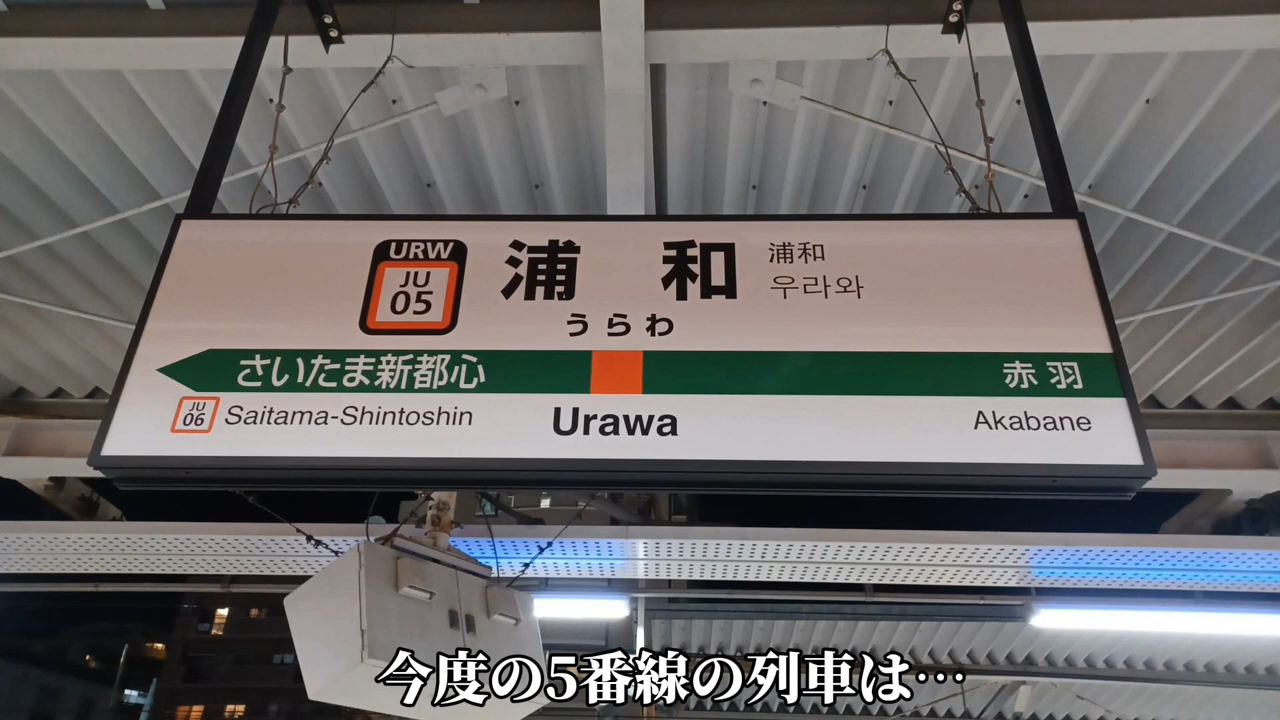 URW
JU
05
浦和
浦和
우라와
うらわ
さいたま新都心
赤羽
JU
06
Saitama-Shintoshin
Urawa
Akabane
今度の5番線の列車は…